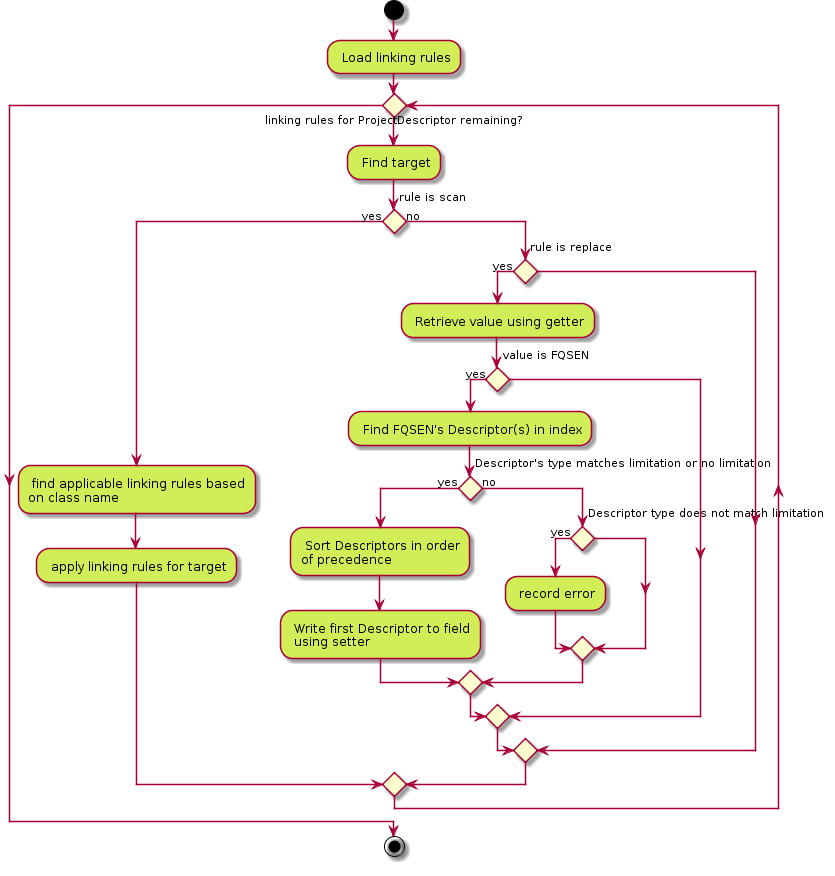 Load linking rules
linking rules for ProjectDescriptor remaining?
Find target
rule is scan
yes
no
rule is replace
yes
Retrieve value using getter
value is FQSEN
yes
Find FQSEN's Descriptor(s) in index
Descriptor's type matches limitation or no limitation
find applicable linking rules based
on class name
yes
no
Descriptor type does not match limitation
yes
Sort Descriptors in order
of precedence
apply linking rules for target
record error
Write first Descriptor to field
using setter